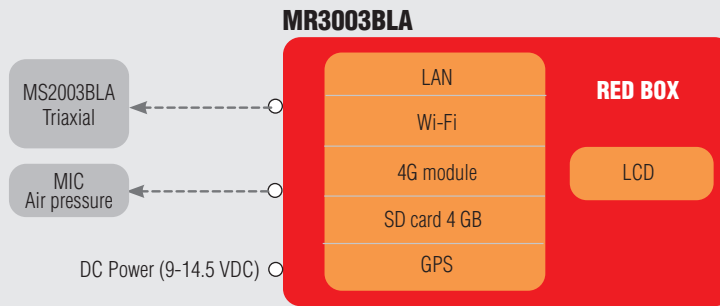 MR3003BLA
MS2003BLA
Triaxial
MIC
Air pressure
DC Power (9-14.5 VDC)
LAN
Wi-Fi
4G module
SD card 4 GB
GPS
RED BOX
LCD